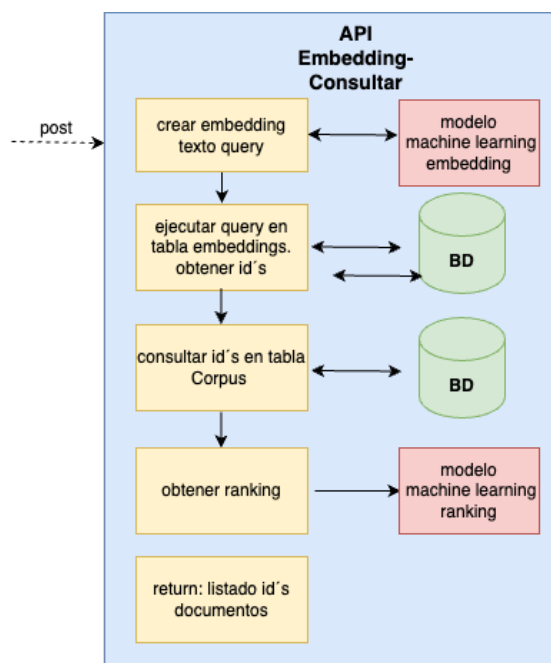 API
Embedding-
Consultar
post
crear embedding
texto query
modelo
machine learning
embedding
ejecutar query en
tabla embeddings.
obtener id´s
BD
consultar id´s en tabla
Corpus
BD
obtener ranking
modelo
machine learning
ranking
return: listado id´s
documentos